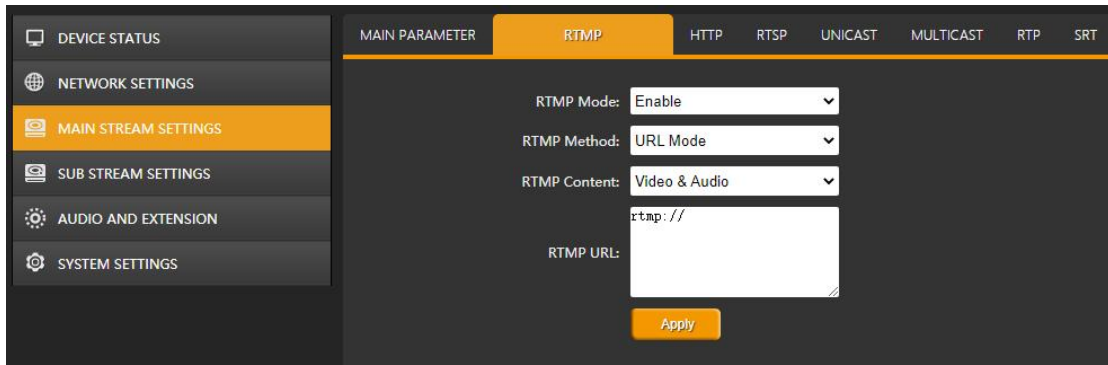 DEVICE STATUS
NETWORK SETTINGS
MAIN STREAM SETTINGS
SUB STREAM SETTINGS
AUDIO AND EXTENSION
SYSTEM SETTINGS
MAIN PARAMETER RTMP HTTP RTSP UNICAST MULTICAST RTP SRT
RTMP Mode: Enable
RTMP Method: URL Mode
RTMP Content: Video & Audio
RTMP URL: rtmp://
Apply